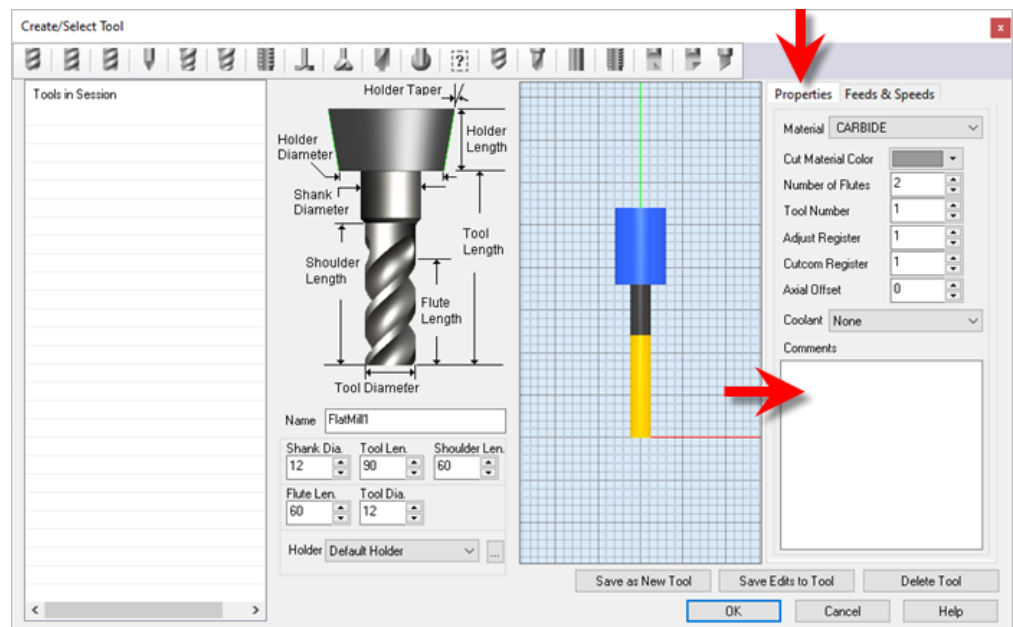 Create/Select Tool
x
?
Tools in Session
Holder Taper
Holder
Length
Holder
Diameter
Shank
Diameter
Tool
Length
Shoulder
Length
Flute
Length
Tool Diameter
Name FlatMill1
Shank Dia. Tool Len. Shoulder Len.
12 90 60
Flute Len. Tool Dia.
60 12
Holder Default Holder ...
Properties Feeds & Speeds
Material CARBIDE
Cut Material Color
Number of Flutes 2
Tool Number 1
Adjust Register 1
Cutcom Register 1
Axial Offset 0
Coolant None
Comments
Save as New Tool Save Edits to Tool Delete Tool
OK Cancel Help